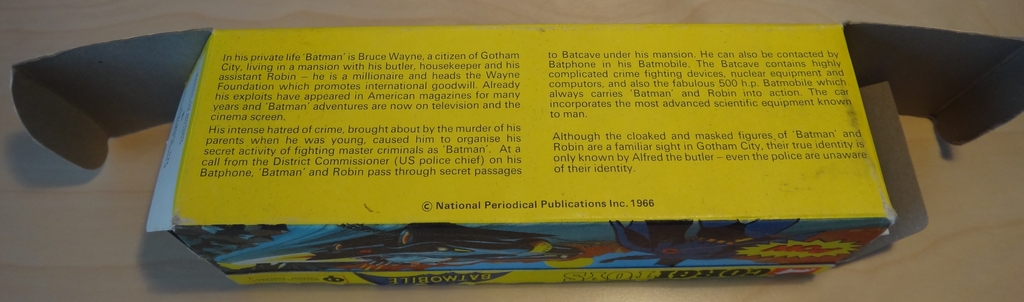 In his private life 'Batman' is Bruce Wayne, a citizen of Gotham
City, living in a mansion with his butler, housekeeper and his
assistant Robin – he is a millionaire and heads the Wayne
Foundation which promotes international goodwill. Already
his exploits have appeared in American magazines for many
years and 'Batman' adventures are now on television and the
cinema screen.
His intense hatred of crime, brought about by the murder of his
parents when he was young, caused him to organise his
secret activity of fighting master criminals as 'Batman'. At a
call from the District Commissioner (US police chief) on his
Batphone, 'Batman' and Robin pass through secret passages
to Batcave under his mansion. He can also be contacted by
Batphone in his Batmobile. The Batcave contains highly
complicated crime fighting devices, nuclear equipment and
computors, and also the fabulous 500 h.p. Batmobile which
always carries 'Batman' and Robin into action. The car
incorporates the most advanced scientific equipment known
to man.
Although the cloaked and masked figures of 'Batman' and
Robin are a familiar sight in Gotham City, their true identity is
only known by Alfred the butler – even the police are unaware
of their identity.
© National Periodical Publications Inc. 1966
CORGI TOYS
BATMOBILE